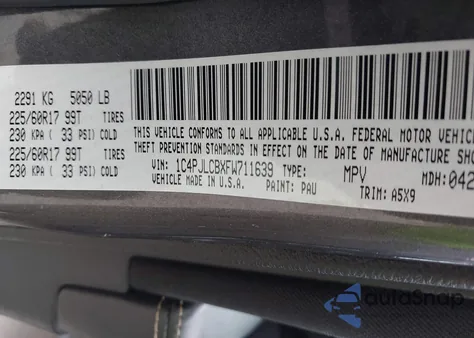 2291 KG 5050 LB
225/60R17 99T TIRES
230 KPA ( 33 PSI) COLD
225/60R17 99T TIRES
230 KPA ( 33 PSI) COLD
THIS VEHICLE CONFORMS TO ALL APPLICABLE U.S.A. FEDERAL MOTOR VEHIC
THEFT PREVENTION STANDARDS IN EFFECT ON THE DATE OF MANUFACTURE SHOW
VIN: 1C4PJLCBXFW711639 TYPE: MPV MDH: 042
VEHICLE MADE IN U.S.A. PAINT: PAU TRIM: A5X9
autoSnap